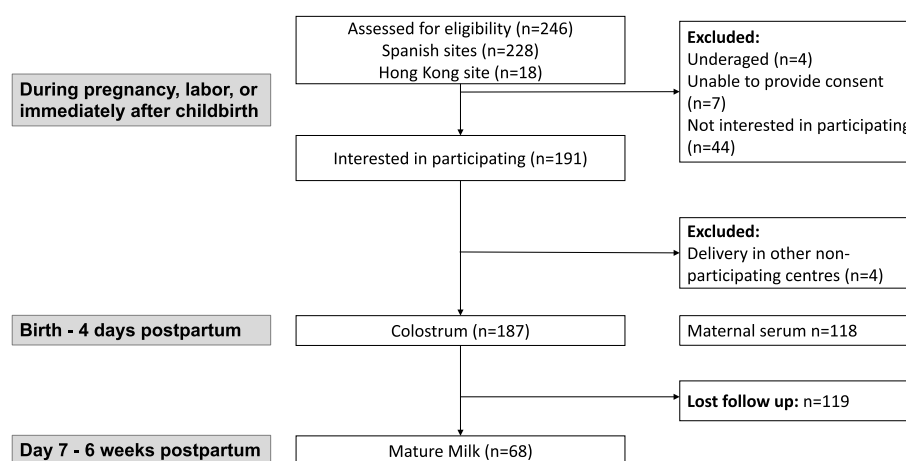 Assessed for eligibility (n=246)
Spanish sites (n=228)
Hong Kong site (n=18)
Excluded:
Underaged (n=4)
Unable to provide consent
(n=7)
Not interested in participating
(n=44)
During pregnancy, labor, or
immediately after childbirth
Interested in participating (n=191)
Excluded:
Delivery in other non-
participating centres (n=4)
Birth - 4 days postpartum
Colostrum (n=187)
Maternal serum n=118
Lost follow up: n=119
Day 7 - 6 weeks postpartum
Mature Milk (n=68)